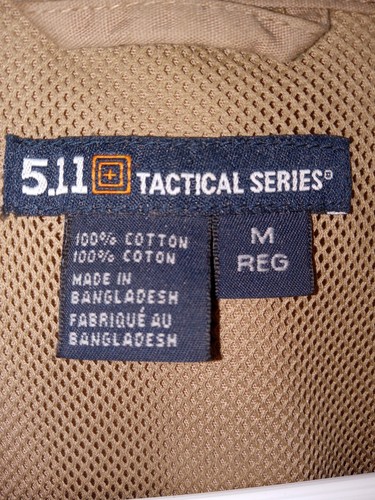 5.11 TACTICAL SERIES®
100% COTTON
100% COTON
MADE IN
BANGLADESH
FABRIQUÉ AU
BANGLADESH
M
REG